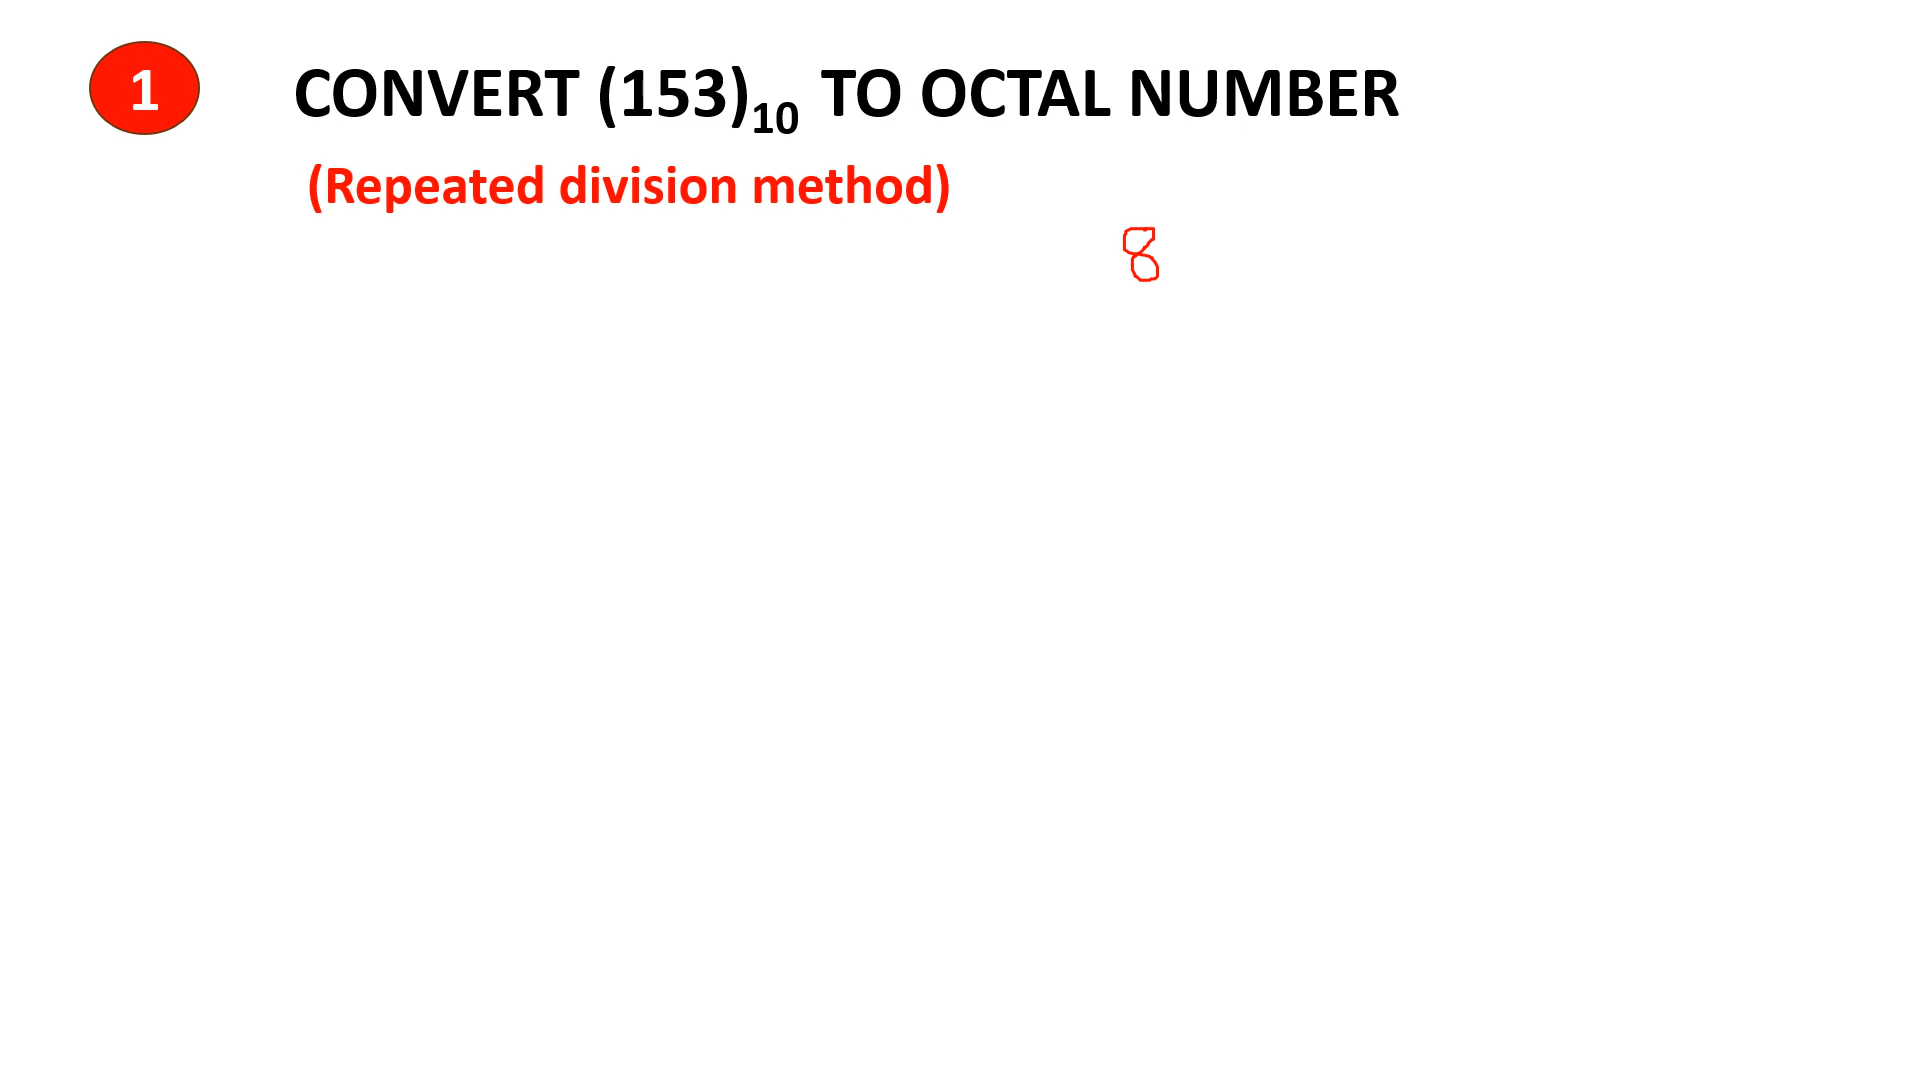 1
CONVERT (153)₁₀ TO OCTAL NUMBER
(Repeated division method)
8